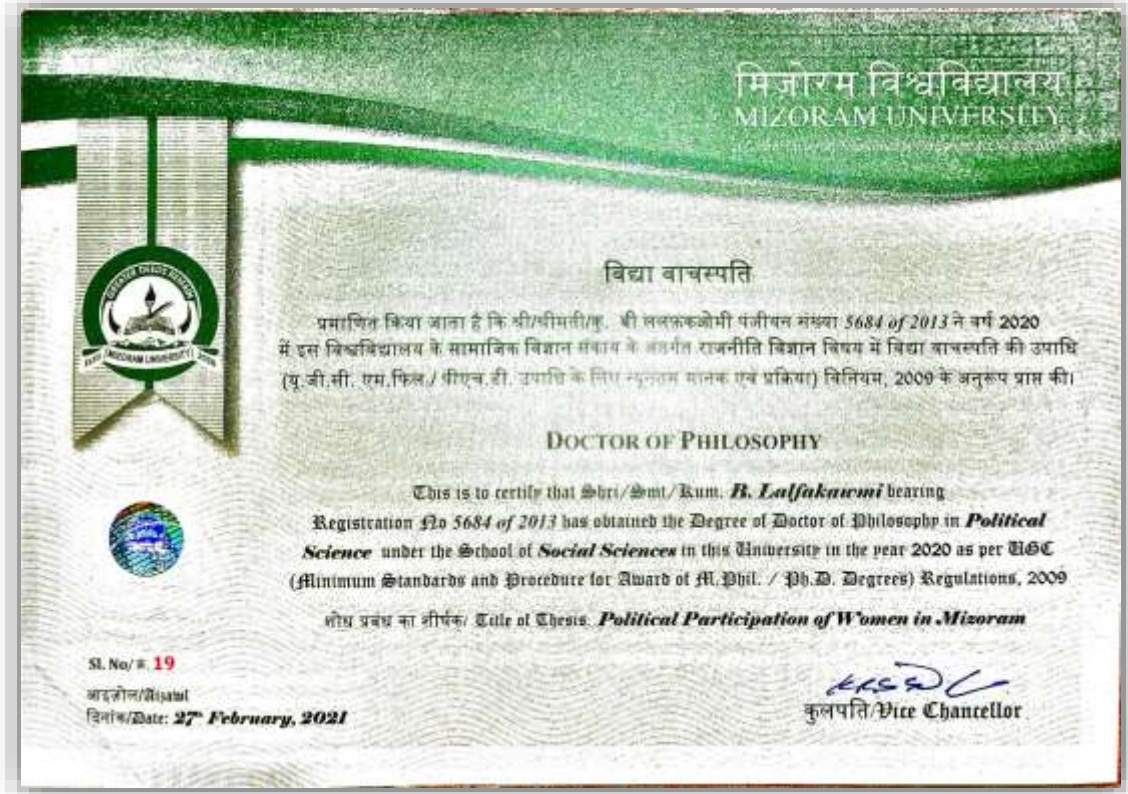 मिज़ोरम विश्वविद्यालय
MIZORAM UNIVERSITY
MIZORAM UNIVERSITY
विद्या वाचस्पति
प्रमाणित किया जाता है कि श्री/श्रीमती/कु. बी ललफकओमी पंजीयन संख्या 5684 of 2013 ने वर्ष 2020
में इस विश्वविद्यालय के सामाजिक विज्ञान संकाय के अंतर्गत राजनीति विज्ञान विषय में विद्या वाचस्पति की उपाधि
(यू.जी.सी. एम.फिल./ पीएच.डी. उपाधि के लिए न्यूनतम मानक एवं प्रक्रिया) विनियम, 2009 के अनुरूप प्राप्त की।
DOCTOR OF PHILOSOPHY
This is to certify that Shri/Smt/Kum. B. Lalfakawmi bearing
Registration No 5684 of 2013 has obtained the Degree of Doctor of Philosophy in Political
Science under the School of Social Sciences in this University in the year 2020 as per UGC
(Minimum Standards and Procedure for Award of M.Phil. / Ph.D. Degrees) Regulations, 2009
शोध प्रबंध का शीर्षक/ Title of Thesis: Political Participation of Women in Mizoram
Sl. No/क्र. 19
आइज़ोल/Aizawl
दिनांक/Date: 27th February, 2021
कुलपति/Vice Chancellor